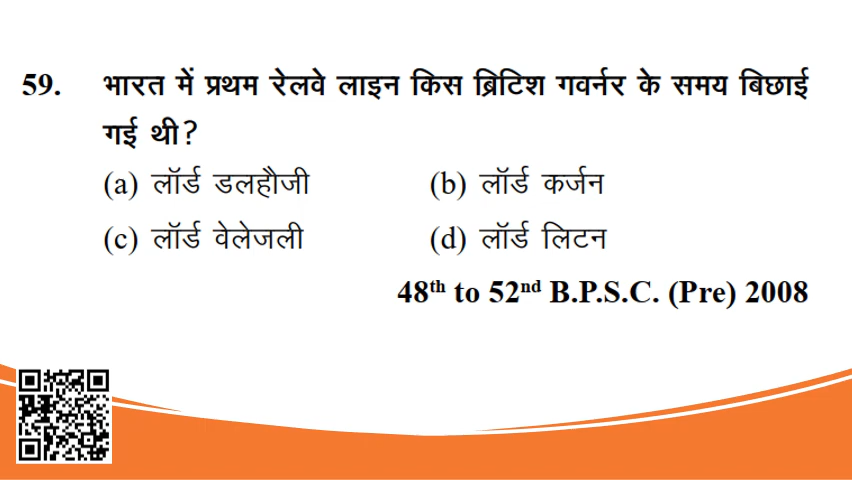 59. भारत में प्रथम रेलवे लाइन किस ब्रिटिश गवर्नर के समय बिछाई
गई थी?
(a) लॉर्ड डलहौजी (b) लॉर्ड कर्जन
(c) लॉर्ड वेलेजली (d) लॉर्ड लिटन
48th to 52nd B.P.S.C. (Pre) 2008